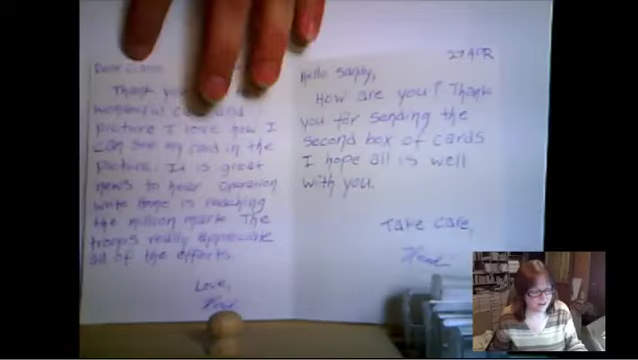 Dear
Thank you
wonderful card and
picture I love how I
can see my card in the
picture. It is great
news to hear operation
write home is reaching
the million mark. The
troops really appreciate
all of the efforts.
Love,
27 APR
Hello Sandy,
How are you? Thank
you for sending the
second box of cards
I hope all is well
with you.
Take care,